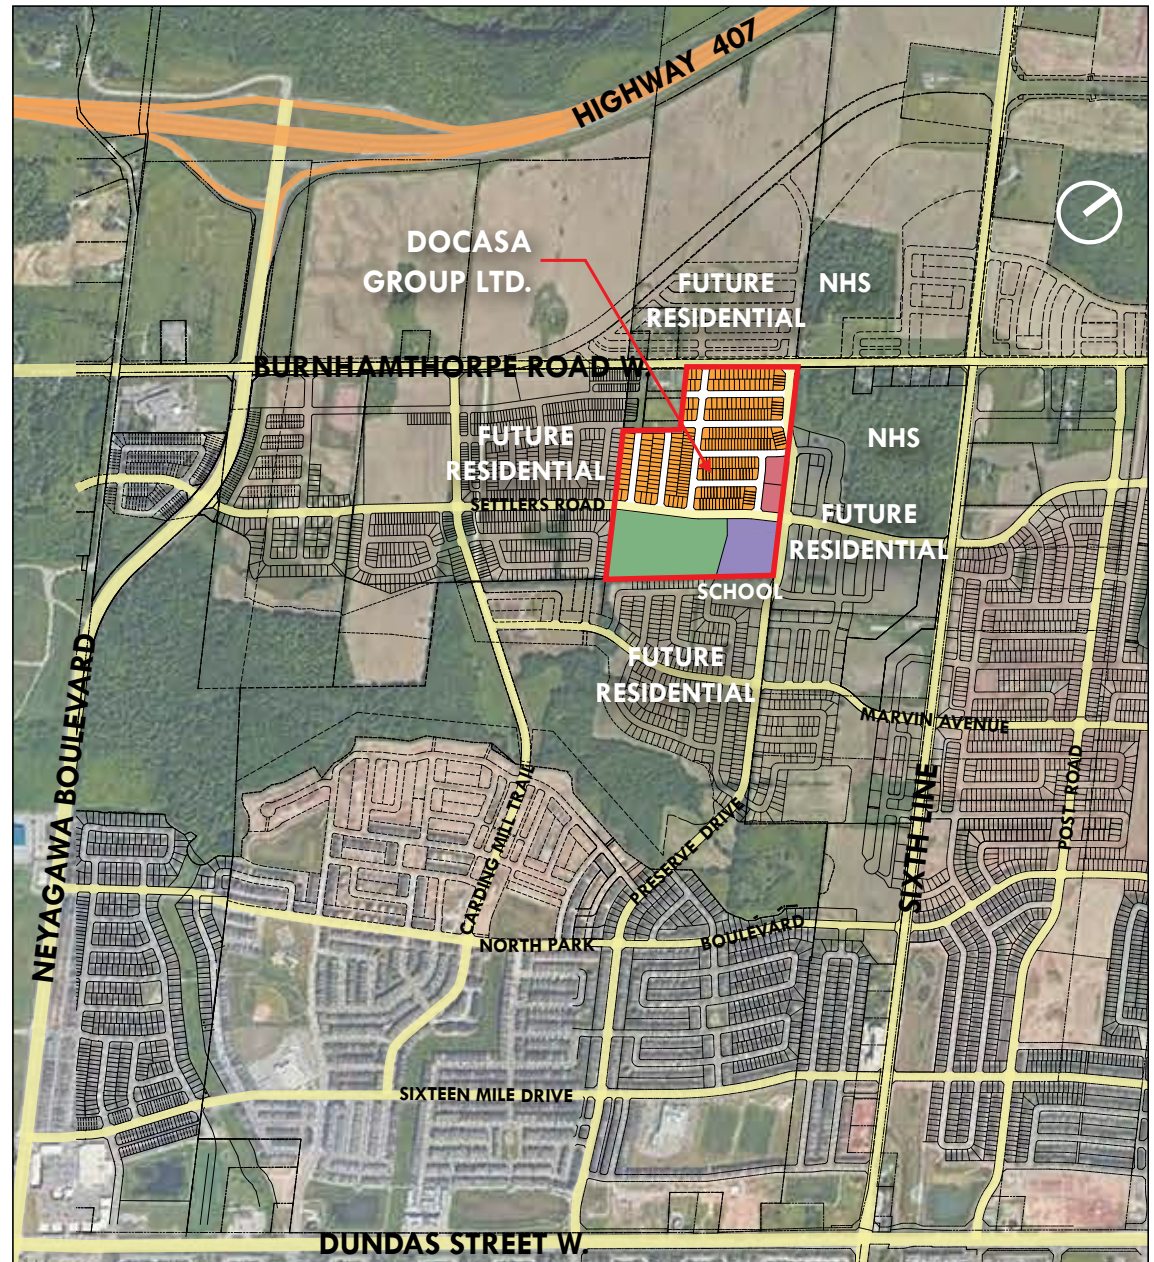 HIGHWAY 407
DOCASA
GROUP LTD.
FUTURE
RESIDENTIAL
NHS
BURNHAMTHORPE ROAD W.
FUTURE
RESIDENTIAL
NHS
SETTLERS ROAD
FUTURE
RESIDENTIAL
SCHOOL
FUTURE
RESIDENTIAL
MARVIN AVENUE
NEYAGAWA BOULEVARD
CARDING MILL TRAIL
PRESERVE DRIVE
SIXTH LINE
POST ROAD
NORTH PARK BOULEVARD
SIXTEEN MILE DRIVE
DUNDAS STREET W.